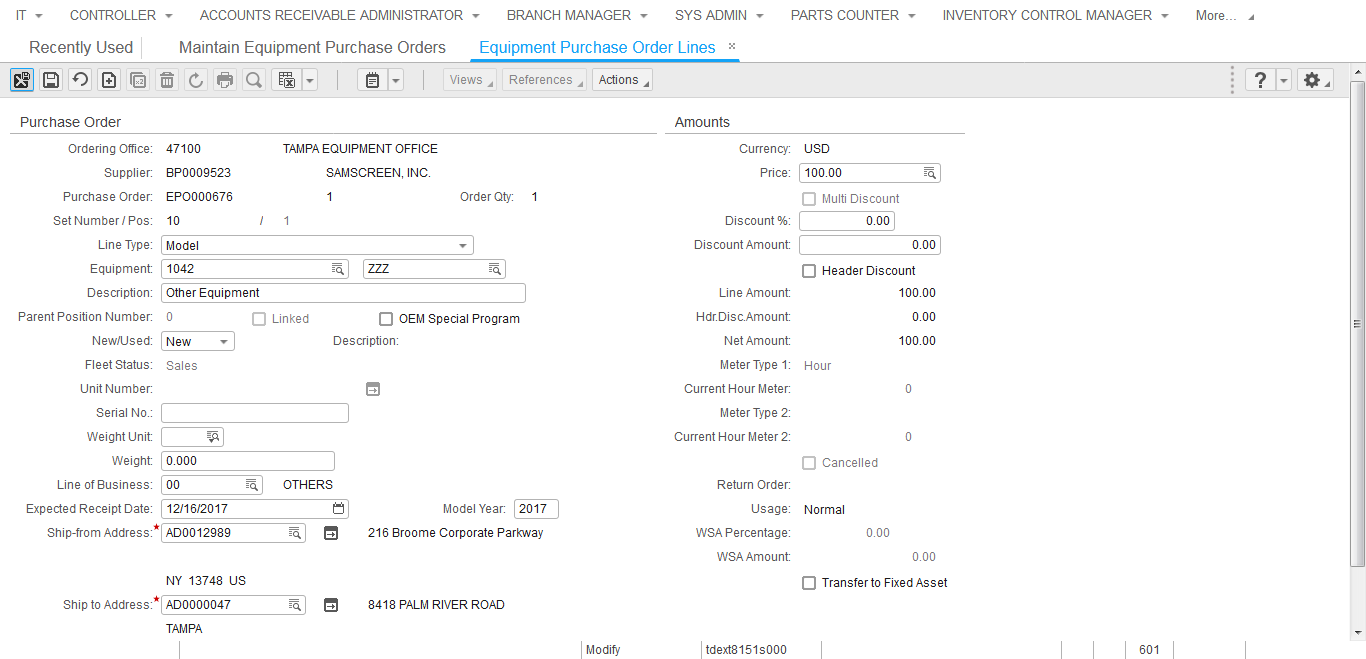 IT CONTROLLER ACCOUNTS RECEIVABLE ADMINISTRATOR BRANCH MANAGER SYS ADMIN PARTS COUNTER INVENTORY CONTROL MANAGER More...
Recently Used Maintain Equipment Purchase Orders Equipment Purchase Order Lines ×
Views References Actions ?
Purchase Order
Ordering Office: 47100 TAMPA EQUIPMENT OFFICE
Supplier: BP0009523 SAMSCREEN, INC.
Purchase Order: EPO000676 1 Order Qty: 1
Set Number / Pos: 10 / 1
Line Type: Model
Equipment: 1042 ZZZ
Description: Other Equipment
Parent Position Number: 0 Linked OEM Special Program
New/Used: New Description:
Fleet Status: Sales
Unit Number:
Serial No.:
Weight Unit:
Weight: 0.000
Line of Business: 00 OTHERS
Expected Receipt Date: 12/16/2017 Model Year: 2017
Ship-from Address:* AD0012989 216 Broome Corporate Parkway
NY 13748 US
Ship to Address:* AD0000047 8418 PALM RIVER ROAD
TAMPA
Amounts
Currency: USD
Price: 100.00
Multi Discount
Discount %: 0.00
Discount Amount: 0.00
Header Discount
Line Amount: 100.00
Hdr.Disc.Amount: 0.00
Net Amount: 100.00
Meter Type 1: Hour
Current Hour Meter: 0
Meter Type 2:
Current Hour Meter 2: 0
Cancelled
Return Order:
Usage: Normal
WSA Percentage: 0.00
WSA Amount: 0.00
Transfer to Fixed Asset
Modify tdext8151s000 601